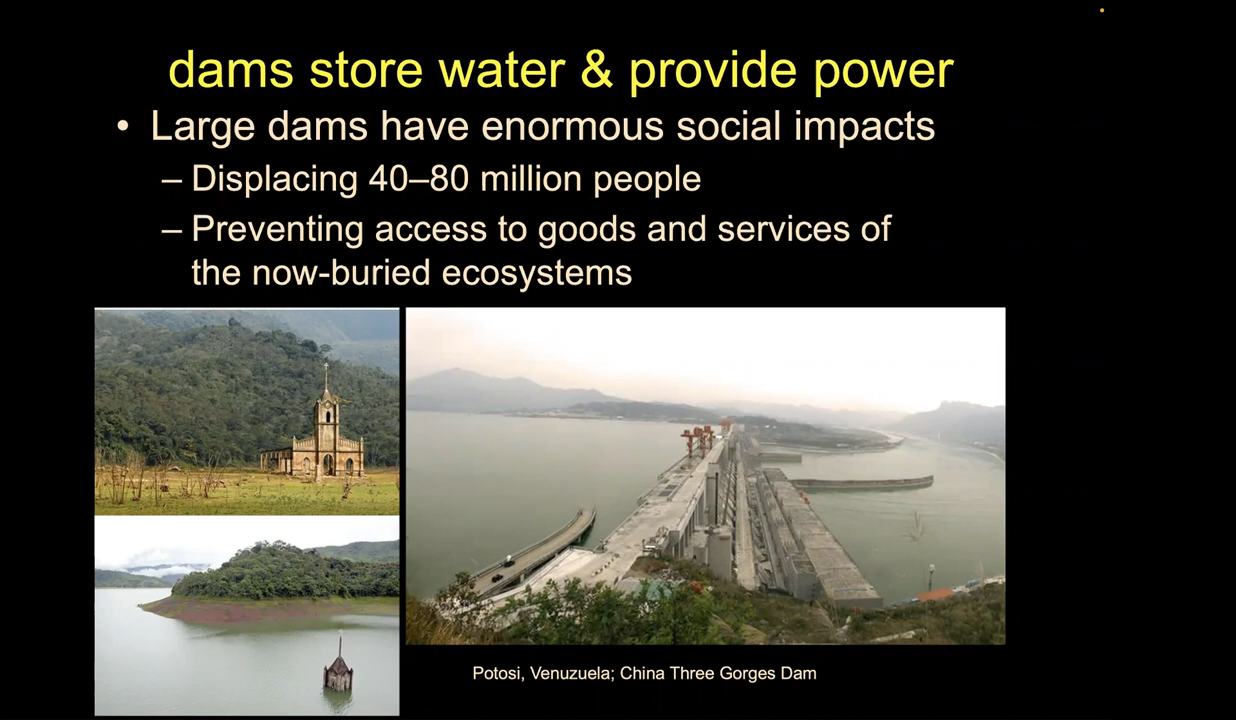 dams store water & provide power
• Large dams have enormous social impacts
– Displacing 40–80 million people
– Preventing access to goods and services of
the now-buried ecosystems
Potosi, Venuzuela; China Three Gorges Dam